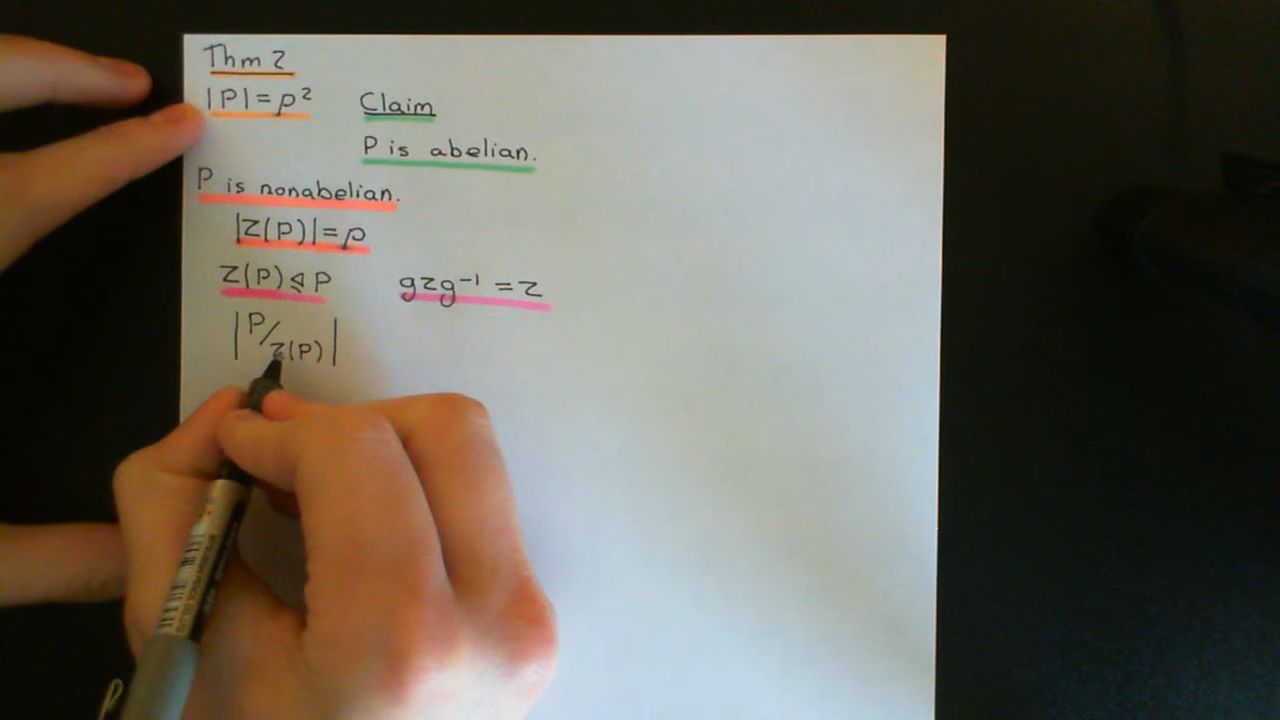 Thm 2
|P| = p² Claim
P is abelian.
P is nonabelian.
|Z(P)| = p
Z(P) ⊴ P gzg⁻¹ = z
|P/Z(P)|